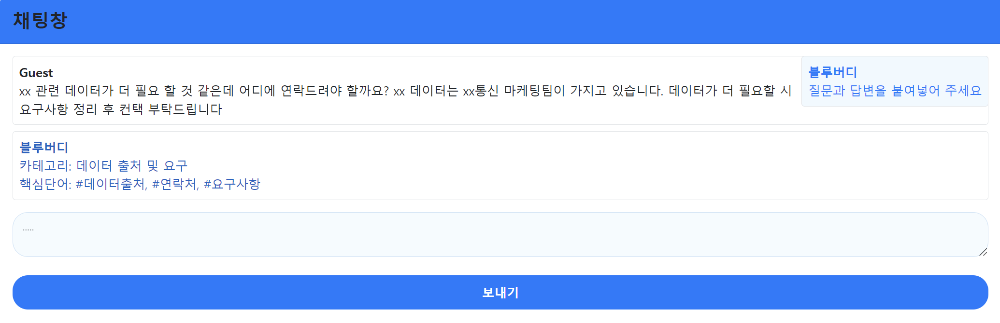 채팅창
Guest
xx 관련 데이터가 더 필요 할 것 같은데 어디에 연락드려야 할까요? xx 데이터는 xx통신 마케팅팀이 가지고 있습니다. 데이터가 더 필요할 시
요구사항 정리 후 컨택 부탁드립니다
블루버디
질문과 답변을 붙여넣어 주세요
블루버디
카테고리: 데이터 출처 및 요구
핵심단어: #데이터출처, #연락처, #요구사항
.....
보내기